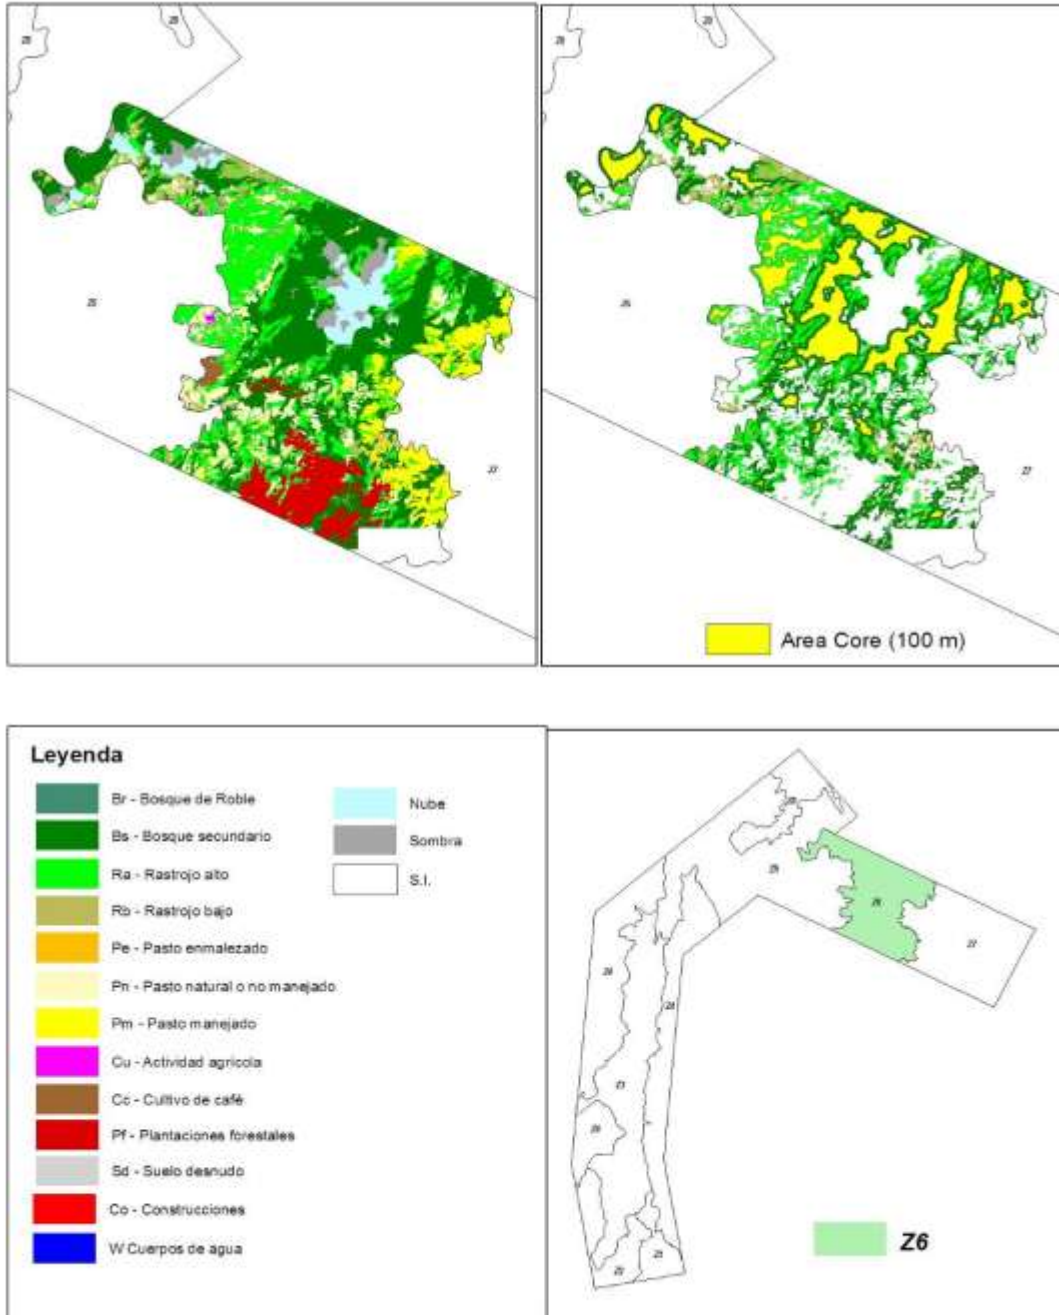 Z7
Area Core (100 m)
Leyenda
Br - Bosque de Roble
Bs - Bosque secundario
Ra - Rastrojo alto
Rb - Rastrojo bajo
Pe - Pasto enmalezado
Pn - Pasto natural o no manejado
Pm - Pasto manejado
Cu - Actividad agrícola
Cc - Cultivo de café
Pf - Plantaciones forestales
Sd - Suelo desnudo
Co - Construcciones
W Cuerpos de agua
Nube
Sombra
S.I.
Z6